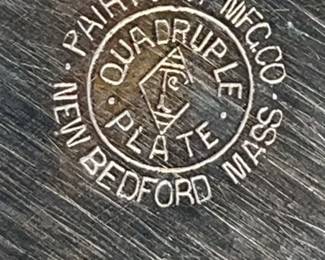 MFG.CO.
NEW BEDFORD MASS
QUADRUPLE
PLATE